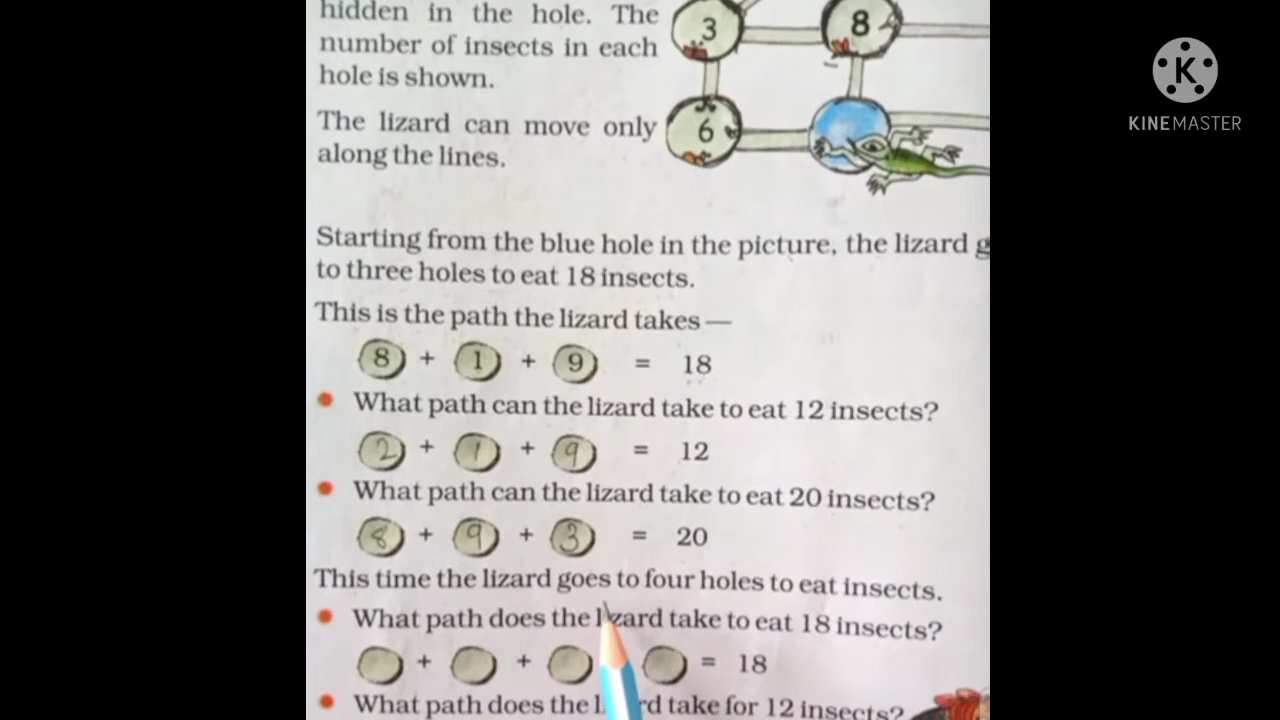 hidden in the hole. The
number of insects in each
hole is shown.
The lizard can move only
along the lines.
3
8
6
K
KINEMASTER
Starting from the blue hole in the picture, the lizard g
to three holes to eat 18 insects.
This is the path the lizard takes —
8 + 1 + 9 = 18
What path can the lizard take to eat 12 insects?
2 + 1 + 9 = 12
What path can the lizard take to eat 20 insects?
8 + 9 + 3 = 20
This time the lizard goes to four holes to eat insects.
What path does the lizard take to eat 18 insects?
+ + = 18
What path does the l rd take for 12 insects?